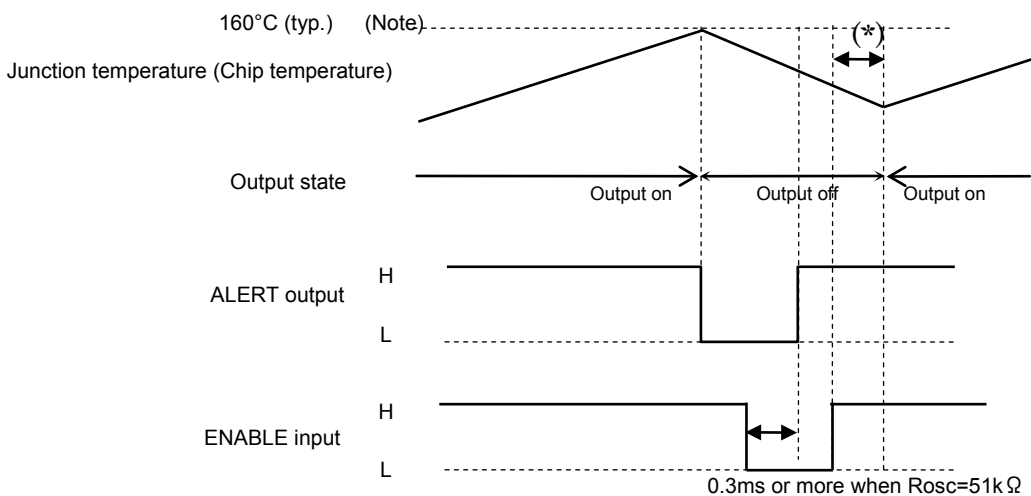 160°C (typ.) (Note)
(*)
Junction temperature (Chip temperature)
Output state
Output on
Output off
Output on
H
ALERT output
L
H
ENABLE input
L
0.3ms or more when Rosc=51kΩ